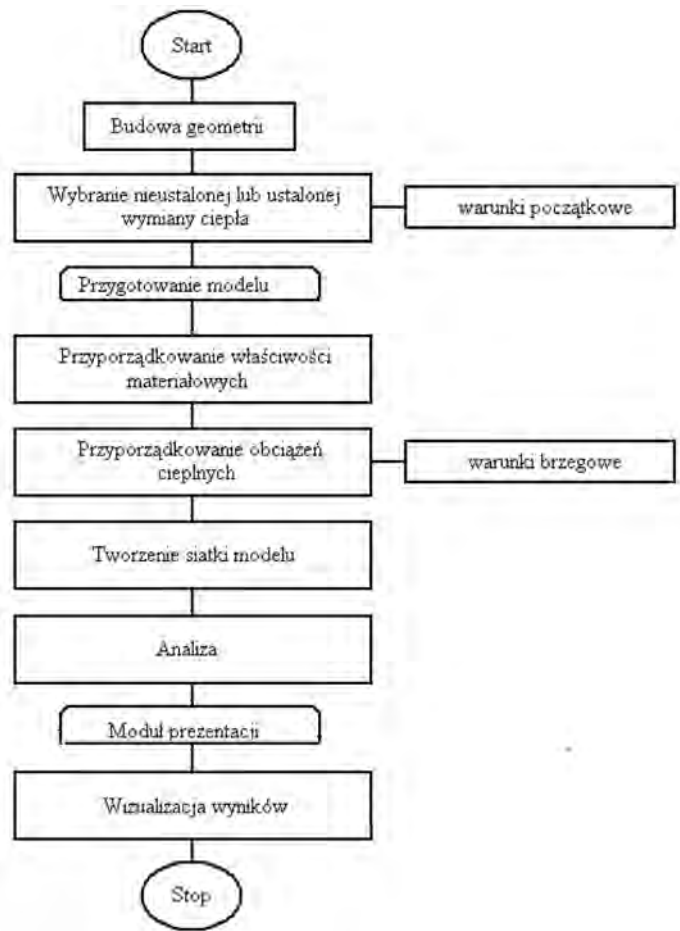 Start
Budowa geometrii
Wybranie nieustalonej lub ustalonej
wymiany ciepła
warunki początkowe
Przygotowanie modelu
Przyporządkowanie właściwości
materiałowych
Przyporządkowanie obciążeń
cieplnych
warunki brzegowe
Tworzenie siatki modelu
Analiza
Moduł prezentacji
Wizualizacja wyników
Stop